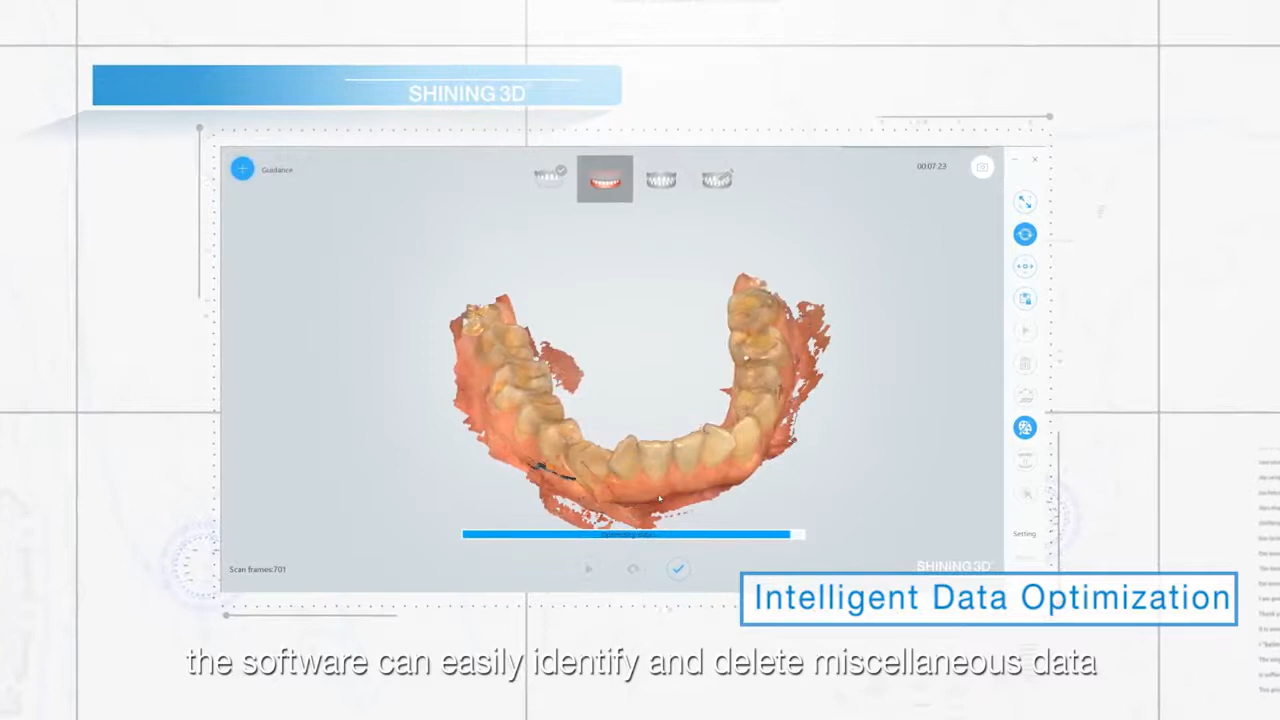 SHINING 3D
Guidance
00:07:23
Setting
Scan frames:701
SHINING 3D
Intelligent Data Optimization
the software can easily identify and delete miscellaneous data